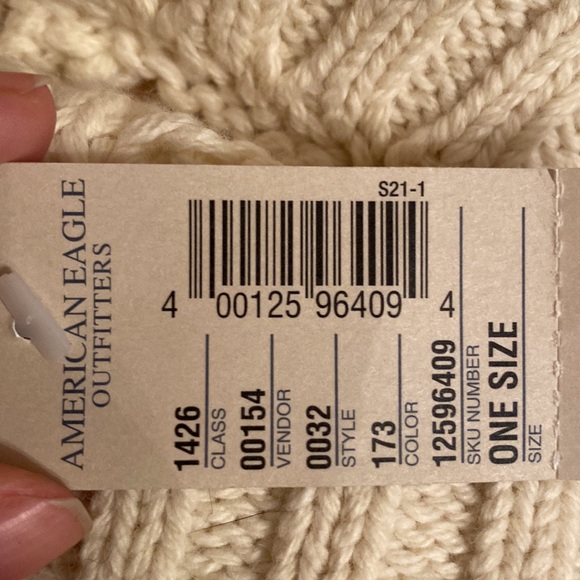 AMERICAN EAGLE
OUTFITTERS
S21-1
4 00125 96409 4
1426
CLASS
00154
VENDOR
0032
STYLE
173
COLOR
12596409
SKU NUMBER
ONE SIZE
SIZE